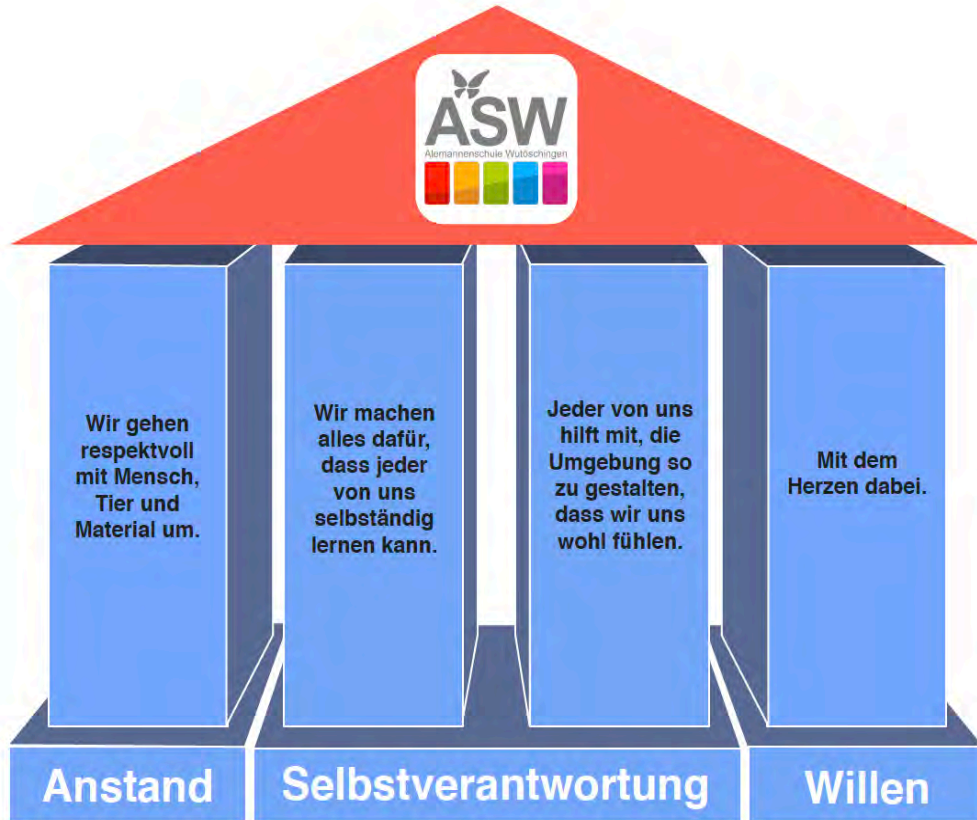 ASW
Alemannenschule Wutöschingen
Wir gehen
respektvoll
mit Mensch,
Tier und
Material um.
Wir machen
alles dafür,
dass jeder
von uns
selbständig
lernen kann.
Jeder von uns
hilft mit, die
Umgebung so
zu gestalten,
dass wir uns
wohl fühlen.
Mit dem
Herzen dabei.
Anstand
Selbstverantwortung
Willen